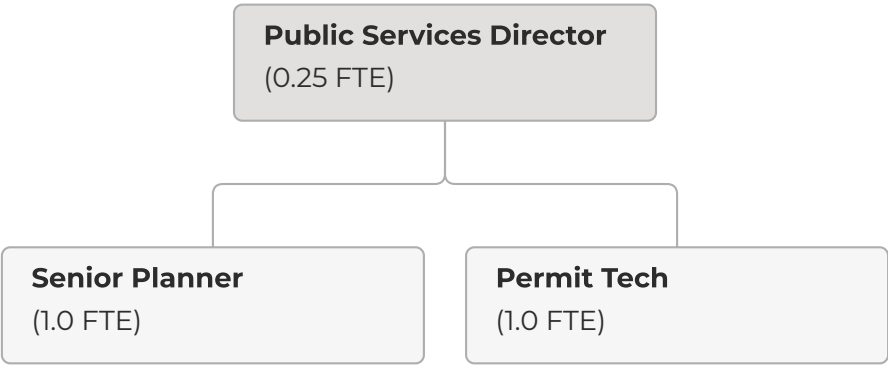 Public Services Director
(0.25 FTE)
Senior Planner
(1.0 FTE)
Permit Tech
(1.0 FTE)